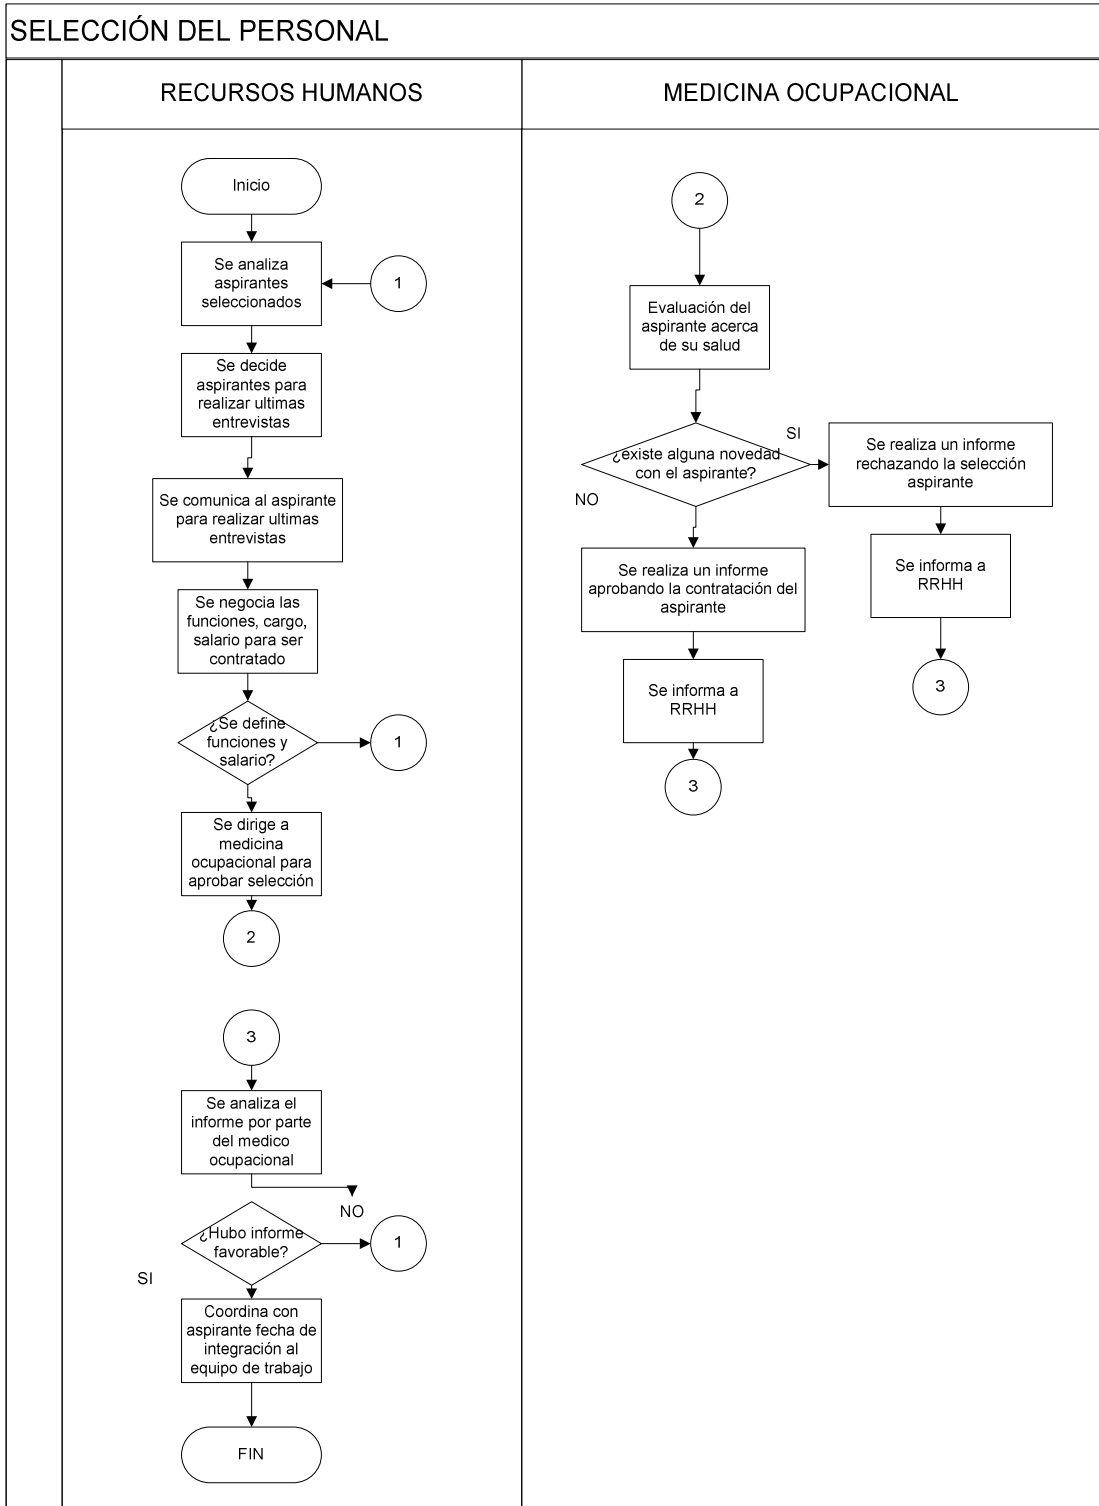 SELECCIÓN DEL PERSONAL
RECURSOS HUMANOS
MEDICINA OCUPACIONAL
Inicio
Se analiza
aspirantes
seleccionados
1
Se decide
aspirantes para
realizar ultimas
entrevistas
Se comunica al aspirante
para realizar ultimas
entrevistas
Se negocia las
funciones, cargo,
salario para ser
contratado
¿Se define
funciones y
salario?
1
Se dirige a
medicina
ocupacional para
aprobar selección
2
3
Se analiza el
informe por parte
del medico
ocupacional
NO
¿Hubo informe
favorable?
1
SI
Coordina con
aspirante fecha de
integración al
equipo de trabajo
FIN
2
Evaluación del
aspirante acerca
de su salud
¿existe alguna novedad
con el aspirante?
SI
NO
Se realiza un informe
rechazando la selección
aspirante
Se informa a
RRHH
3
Se realiza un informe
aprobando la contratación del
aspirante
Se informa a
RRHH
3